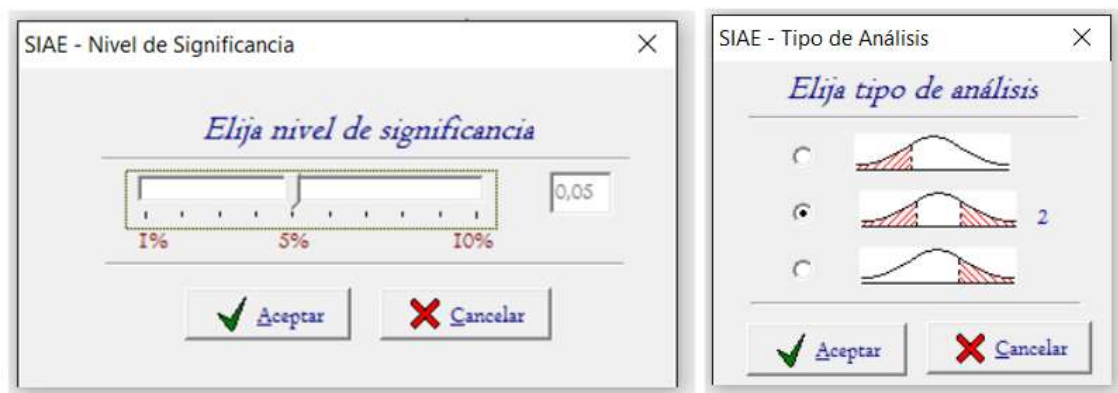 SIAE - Nivel de Significancia
Elija nivel de significancia
0,05
1% 5% 10%
Aceptar Cancelar
SIAE - Tipo de Análisis
Elija tipo de análisis
2
Aceptar Cancelar